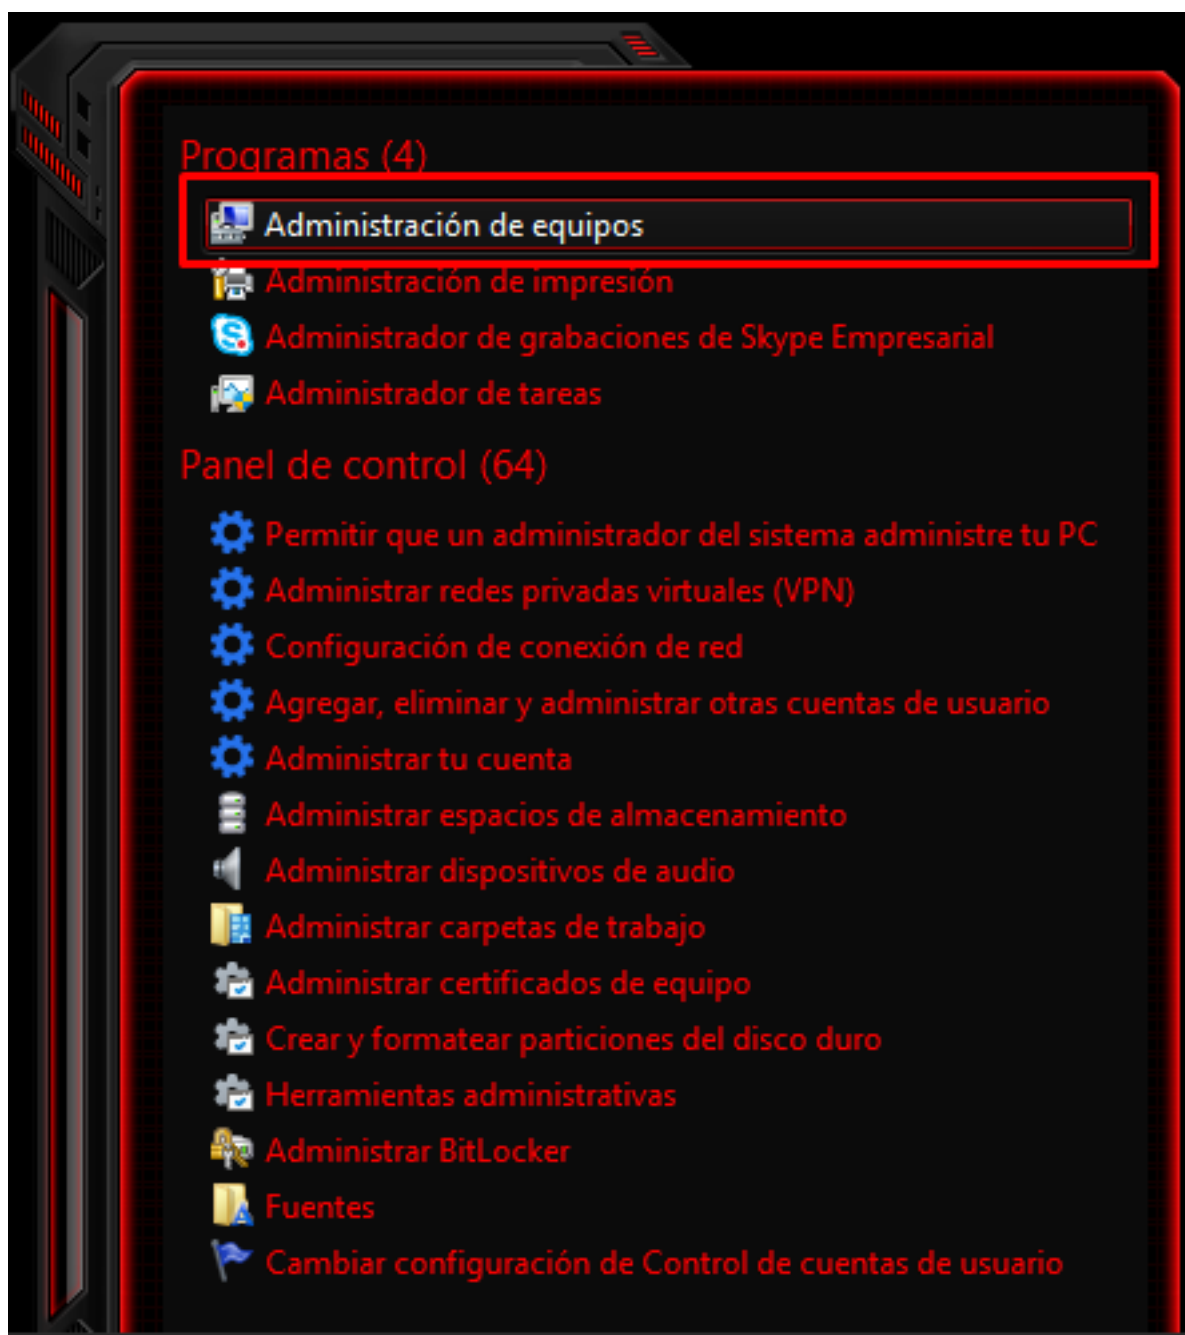 Programas (4)
Administración de equipos
Administración de impresión
Administrador de grabaciones de Skype Empresarial
Administrador de tareas
Panel de control (64)
Permitir que un administrador del sistema administre tu PC
Administrar redes privadas virtuales (VPN)
Configuración de conexión de red
Agregar, eliminar y administrar otras cuentas de usuario
Administrar tu cuenta
Administrar espacios de almacenamiento
Administrar dispositivos de audio
Administrar carpetas de trabajo
Administrar certificados de equipo
Crear y formatear particiones del disco duro
Herramientas administrativas
Administrar BitLocker
Fuentes
Cambiar configuración de Control de cuentas de usuario